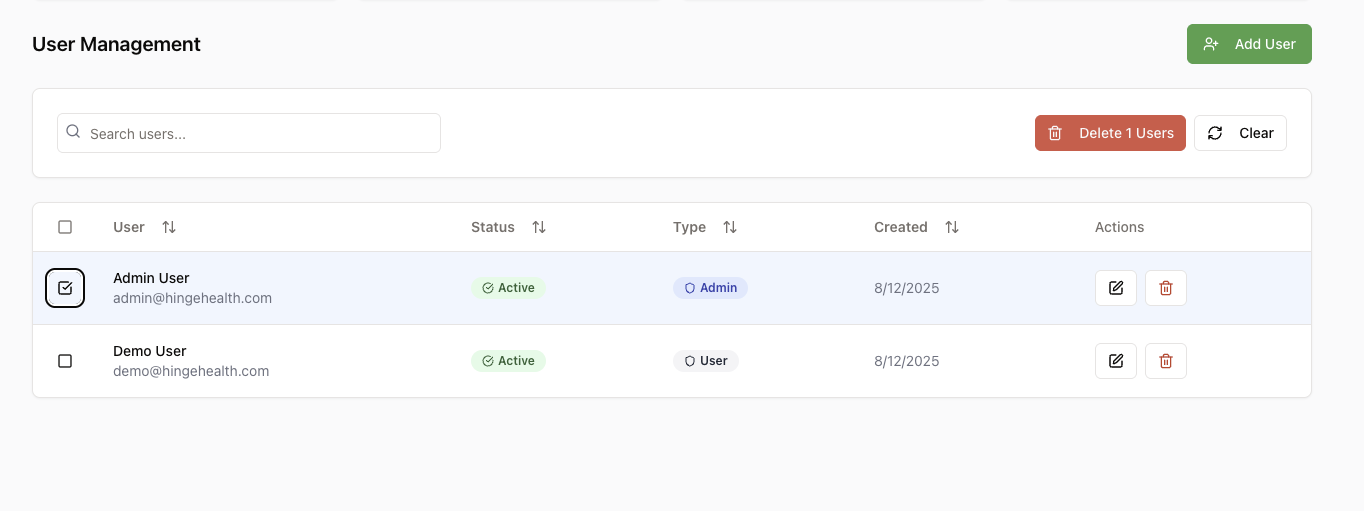 User Management
Add User
Search users...
Delete 1 Users
Clear
User Status Type Created Actions
Admin User
admin@hingehealth.com
Active Admin 8/12/2025
Demo User
demo@hingehealth.com
Active User 8/12/2025